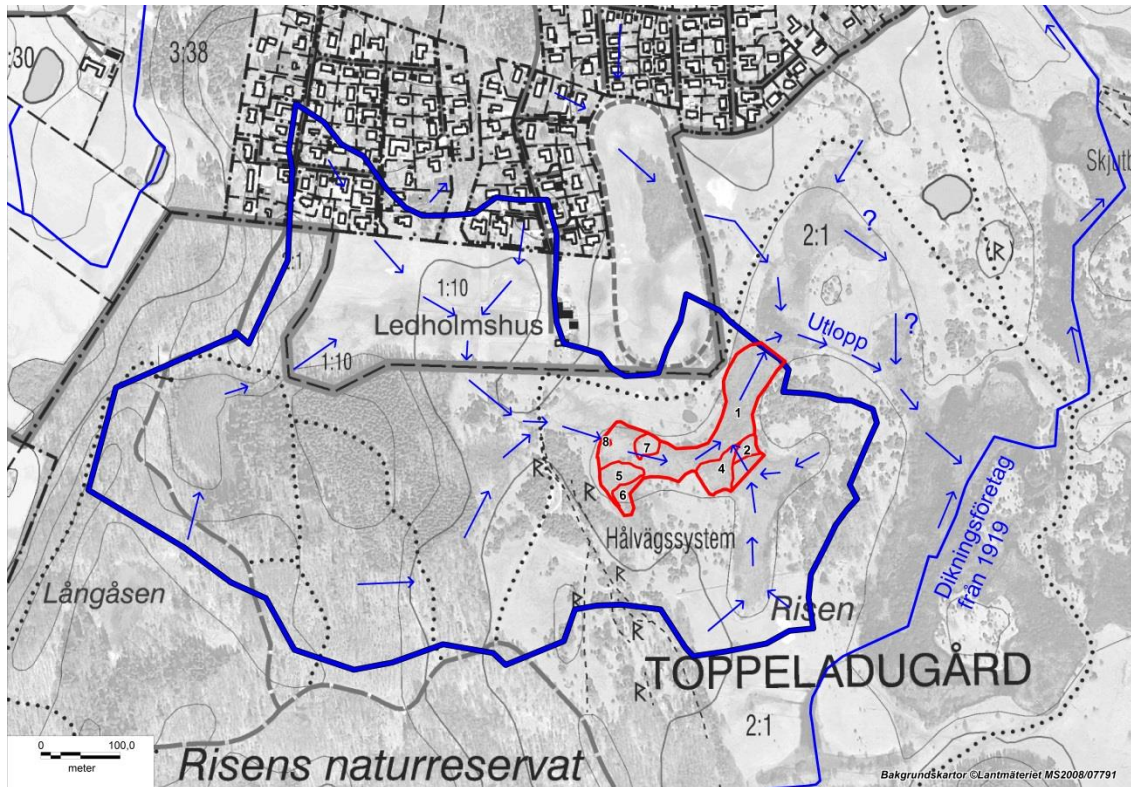 3:38
:30
Skjutb
2:1
?
R
1:10
Ledholmshus
Utlopp
?
1:10
1
8
7
2
5
4
6
R
R
Hålvägssystem
Dikningsföretag
från 1919
R
Långåsen
R
Risen
R
R
TOPPELADUGÅRD
R
R
2:1
0
100,0
meter
Risens naturreservat
Bakgrundskartor ©Lantmäteriet MS2008/07791